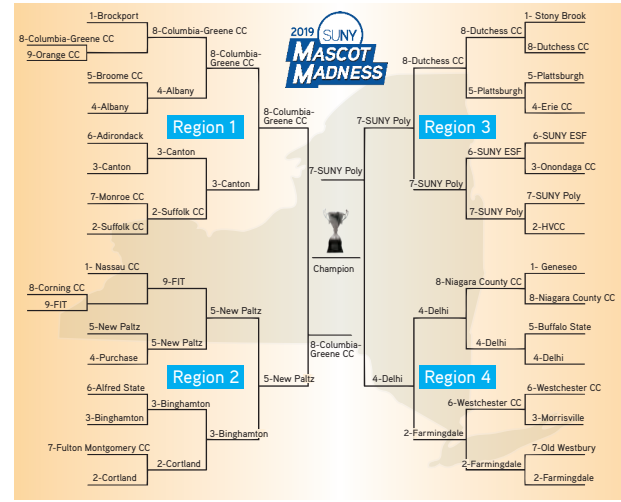 2019 SUNY
MASCOT
MADNESS
1-Brockport
8-Columbia-Greene CC
9-Orange CC
8-Columbia-Greene CC
5-Broome CC
4-Albany
4-Albany
8-Columbia-
Greene CC
Region 1
6-Adirondack
3-Canton
3-Canton
7-Monroe CC
2-Suffolk CC
2-Suffolk CC
3-Canton
8-Columbia-
Greene CC
1- Nassau CC
8-Corning CC
9-FIT
9-FIT
5-New Paltz
4-Purchase
5-New Paltz
5-New Paltz
Region 2
6-Alfred State
3-Binghamton
3-Binghamton
7-Fulton Montgomery CC
2-Cortland
2-Cortland
3-Binghamton
5-New Paltz
7-SUNY Poly
Champion
8-Columbia-
Greene CC
1- Stony Brook
8-Dutchess CC
8-Dutchess CC
5-Plattsburgh
4-Erie CC
5-Plattsburgh
8-Dutchess CC
Region 3
6-SUNY ESF
3-Onondaga CC
6-SUNY ESF
7-SUNY Poly
2-HVCC
7-SUNY Poly
7-SUNY Poly
7-SUNY Poly
1- Geneseo
8-Niagara County CC
8-Niagara County CC
5-Buffalo State
4-Delhi
4-Delhi
4-Delhi
Region 4
6-Westchester CC
3-Morrisville
6-Westchester CC
7-Old Westbury
2-Farmingdale
2-Farmingdale
2-Farmingdale
4-Delhi